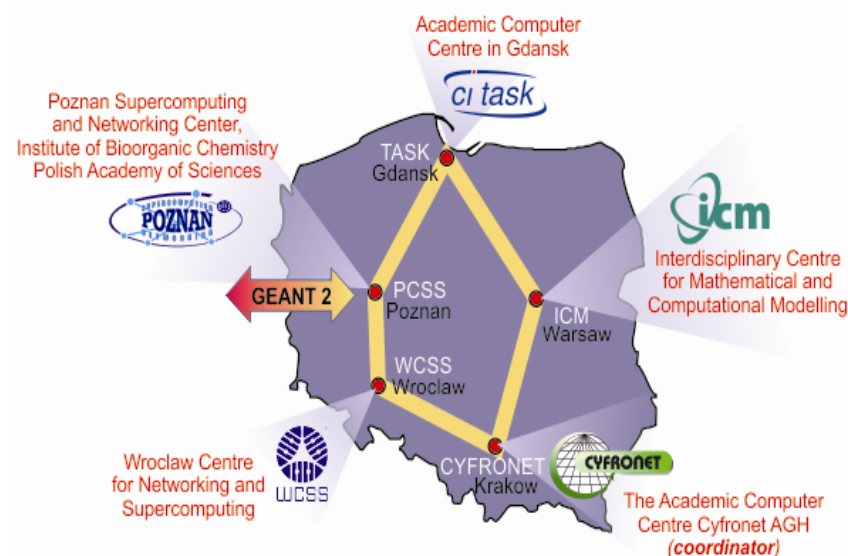 Academic Computer
Centre in Gdansk
ci task
Poznan Supercomputing
and Networking Center,
Institute of Bioorganic Chemistry
Polish Academy of Sciences
SUPERCOMPUTING
POZNAN
NETWORKING
TASK
Gdansk
icm
Interdisciplinary Centre
for Mathematical and
Computational Modelling
GEANT 2
PCSS
Poznan
ICM
Warsaw
WCSS
Wroclaw
Wroclaw Centre
for Networking and
Supercomputing
WCSS
CYFRONET
Krakow
CYFRONET
The Academic Computer
Centre Cyfronet AGH
(coordinator)